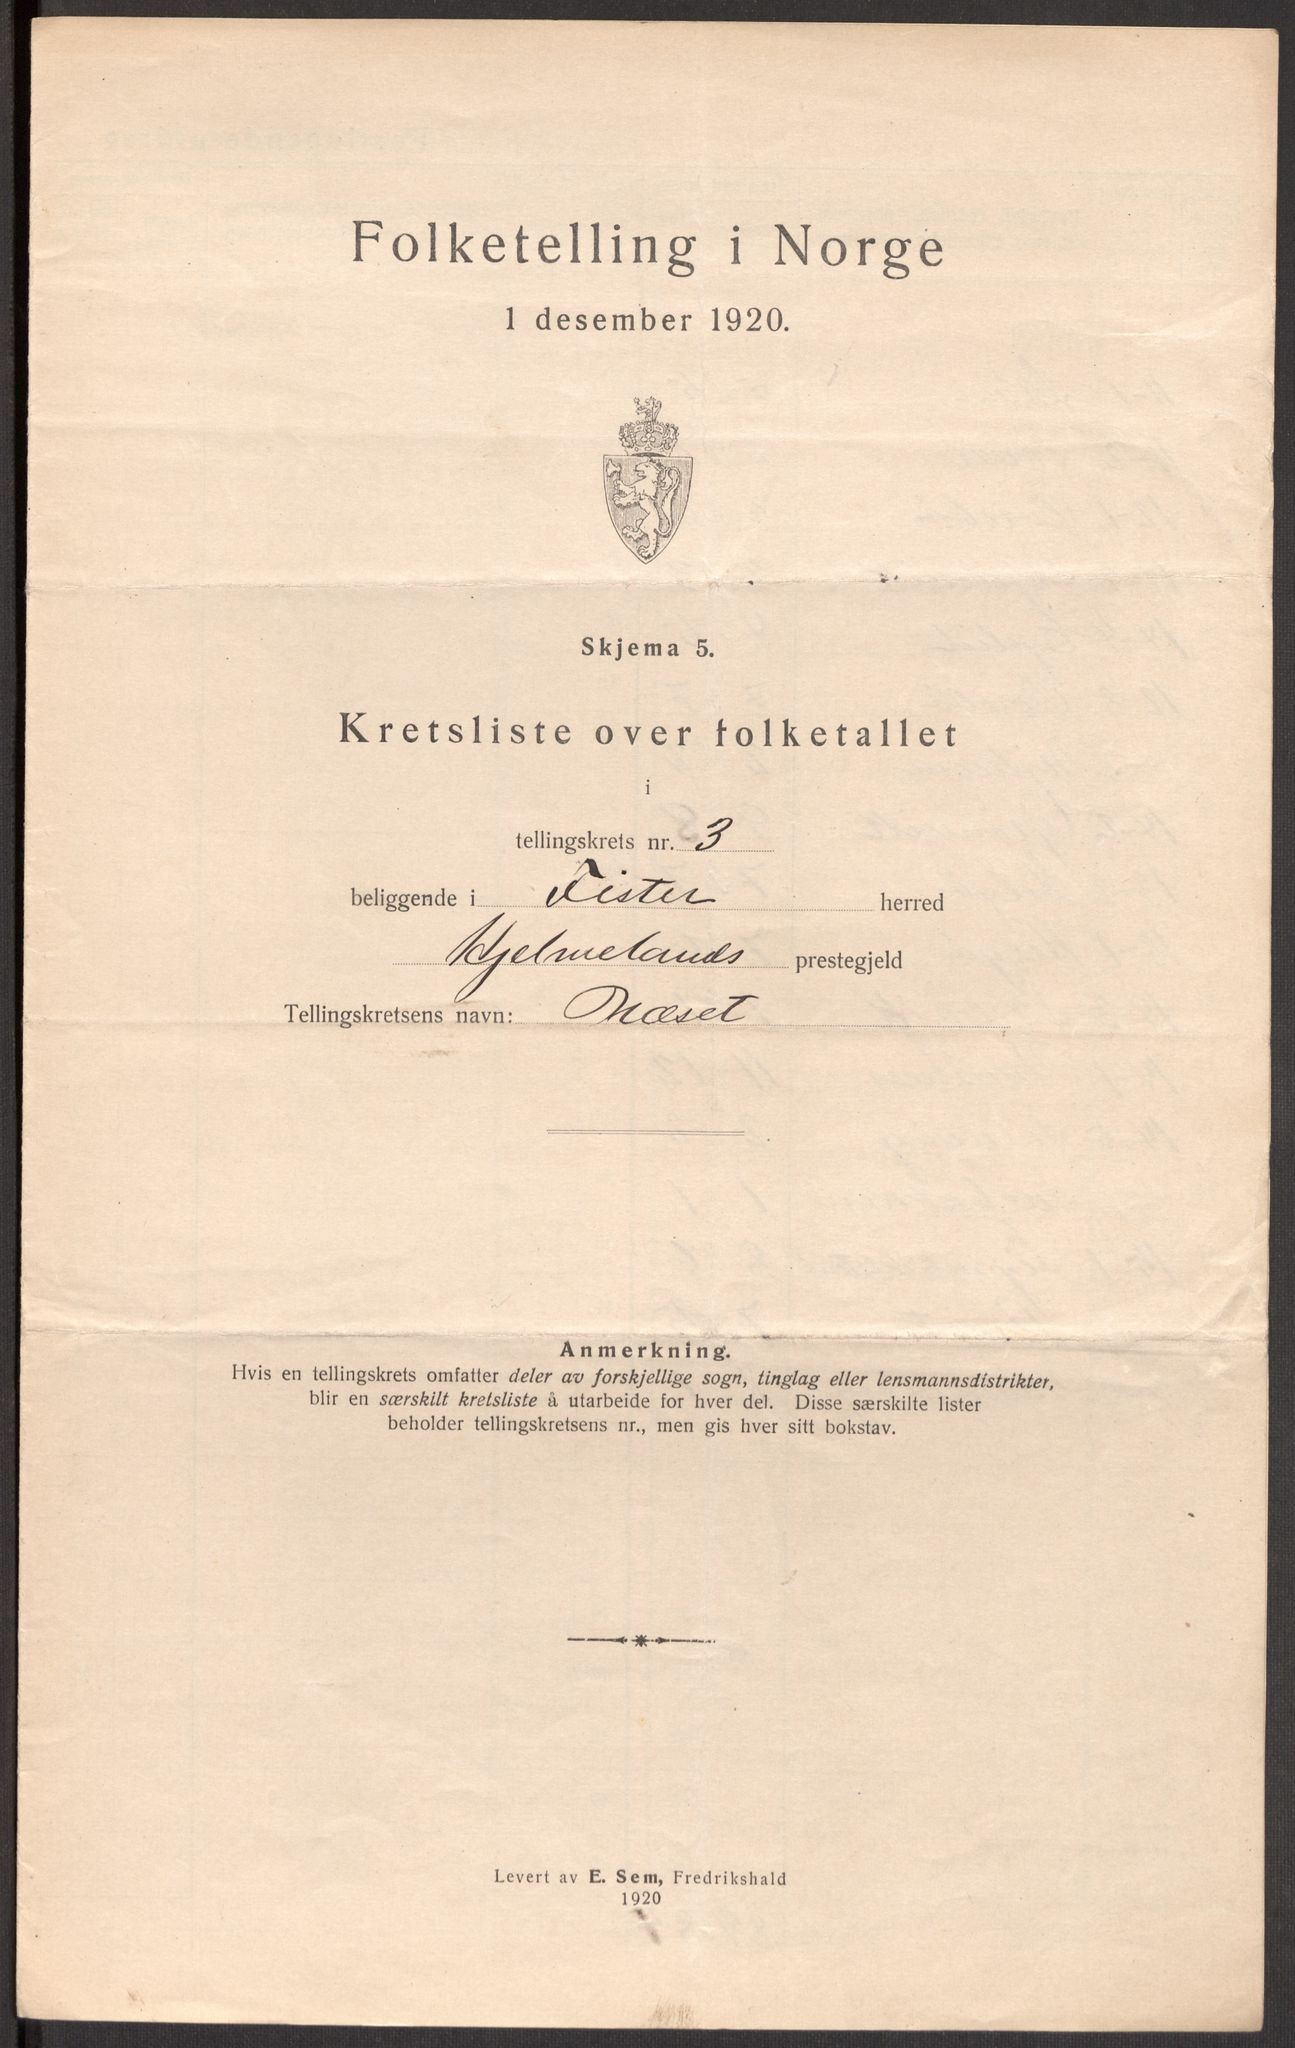 Folketelling i Norge
1 desember 1920.
Skjema 5.
Kretsliste over folketallet
i
tellingskrets nr. 3
beliggende i Fister herred
Hjelmelands prestegjeld
Tellingskretsens navn: Næset
Anmerkning.
Hvis en tellingskrets omfatter deler av forskjellige sogn, tinglag eller lensmannsdistrikter,
blir en særskilt kretsliste å utarbeide for hver del. Disse særskilte lister
beholder tellingskretsens nr., men gis hver sitt bokstav.
Levert av E. Sem, Fredrikshald
1920